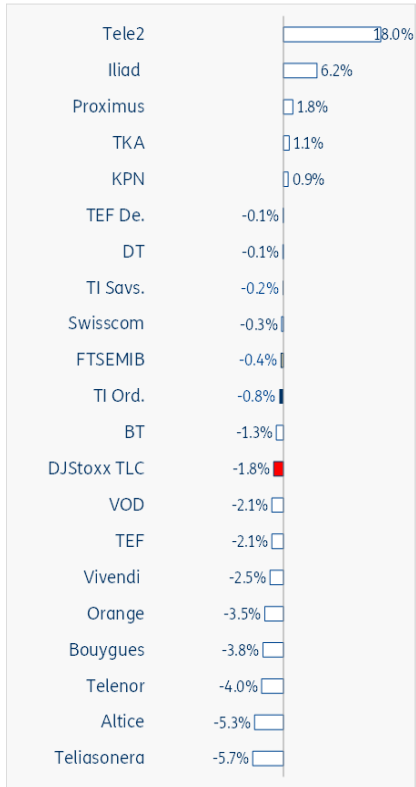 Tele2 18.0%
Iliad 6.2%
Proximus 1.8%
TKA 1.1%
KPN 0.9%
TEF De. -0.1%
DT -0.1%
TI Savs. -0.2%
Swisscom -0.3%
FTSEMIB -0.4%
TI Ord. -0.8%
BT -1.3%
DJStoxx TLC -1.8%
VOD -2.1%
TEF -2.1%
Vivendi -2.5%
Orange -3.5%
Bouygues -3.8%
Telenor -4.0%
Altice -5.3%
Teliasonera -5.7%